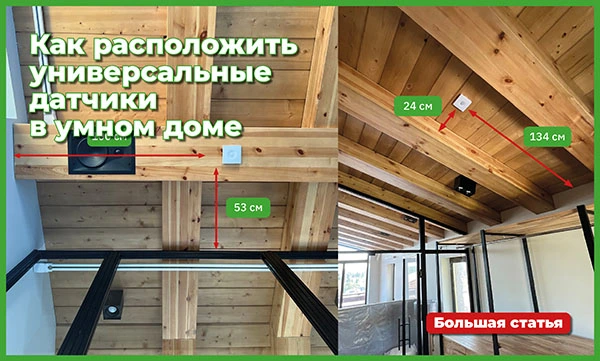 Как расположить
универсальные
датчики
в умном доме
24 см
134 см
53 см
Большая статья